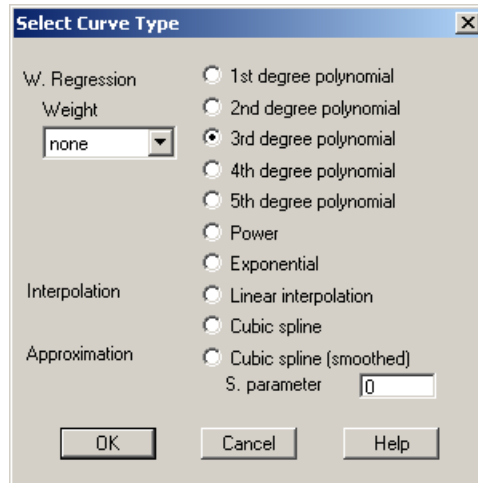 Select Curve Type
W. Regression
Weight
none
1st degree polynomial
2nd degree polynomial
3rd degree polynomial
4th degree polynomial
5th degree polynomial
Power
Exponential
Interpolation
Linear interpolation
Cubic spline
Approximation
Cubic spline (smoothed)
S. parameter 0
OK Cancel Help